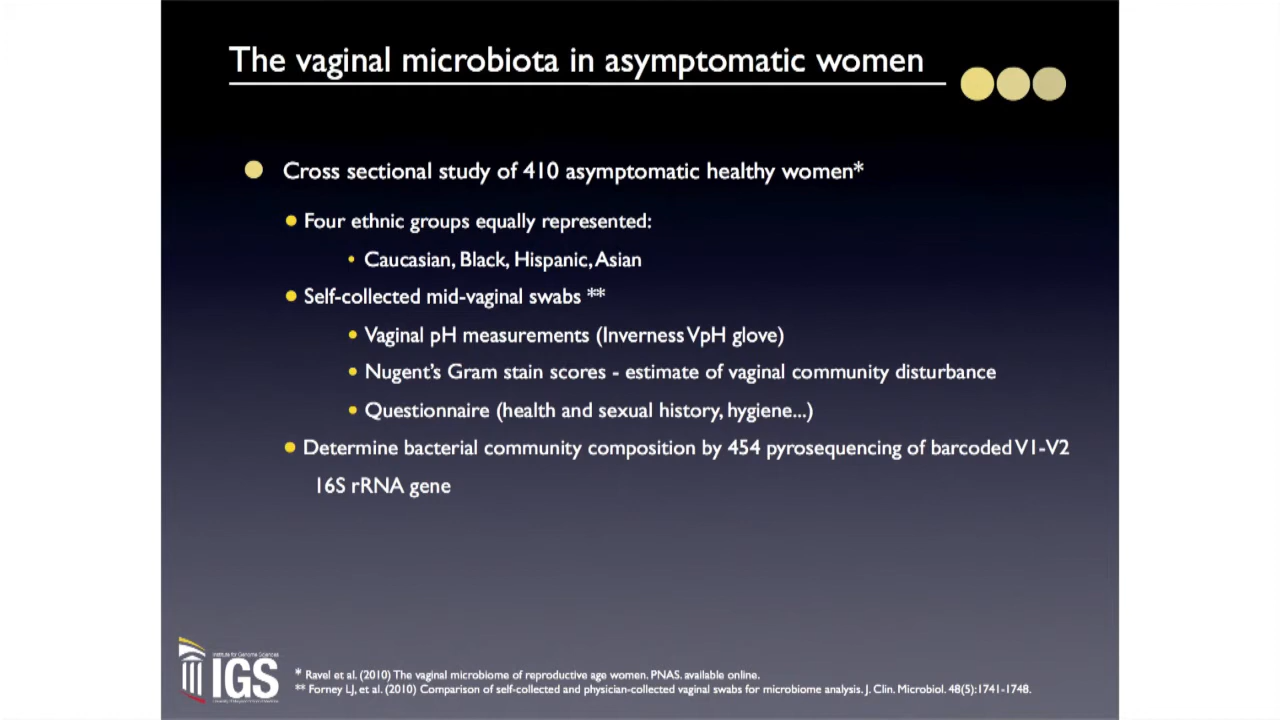 The vaginal microbiota in asymptomatic women
Cross sectional study of 410 asymptomatic healthy women*
Four ethnic groups equally represented:
Caucasian, Black, Hispanic, Asian
Self-collected mid-vaginal swabs **
Vaginal pH measurements (Inverness VpH glove)
Nugent's Gram stain scores - estimate of vaginal community disturbance
Questionnaire (health and sexual history, hygiene...)
Determine bacterial community composition by 454 pyrosequencing of barcoded V1-V2
16S rRNA gene
Institute for Genome Sciences
IGS
* Ravel et al. (2010) The vaginal microbiome of reproductive age women. PNAS. available online.
** Forney LJ, et al. (2010) Comparison of self-collected and physician-collected vaginal swabs for microbiome analysis. J. Clin. Microbiol. 48(5):1741-1748.